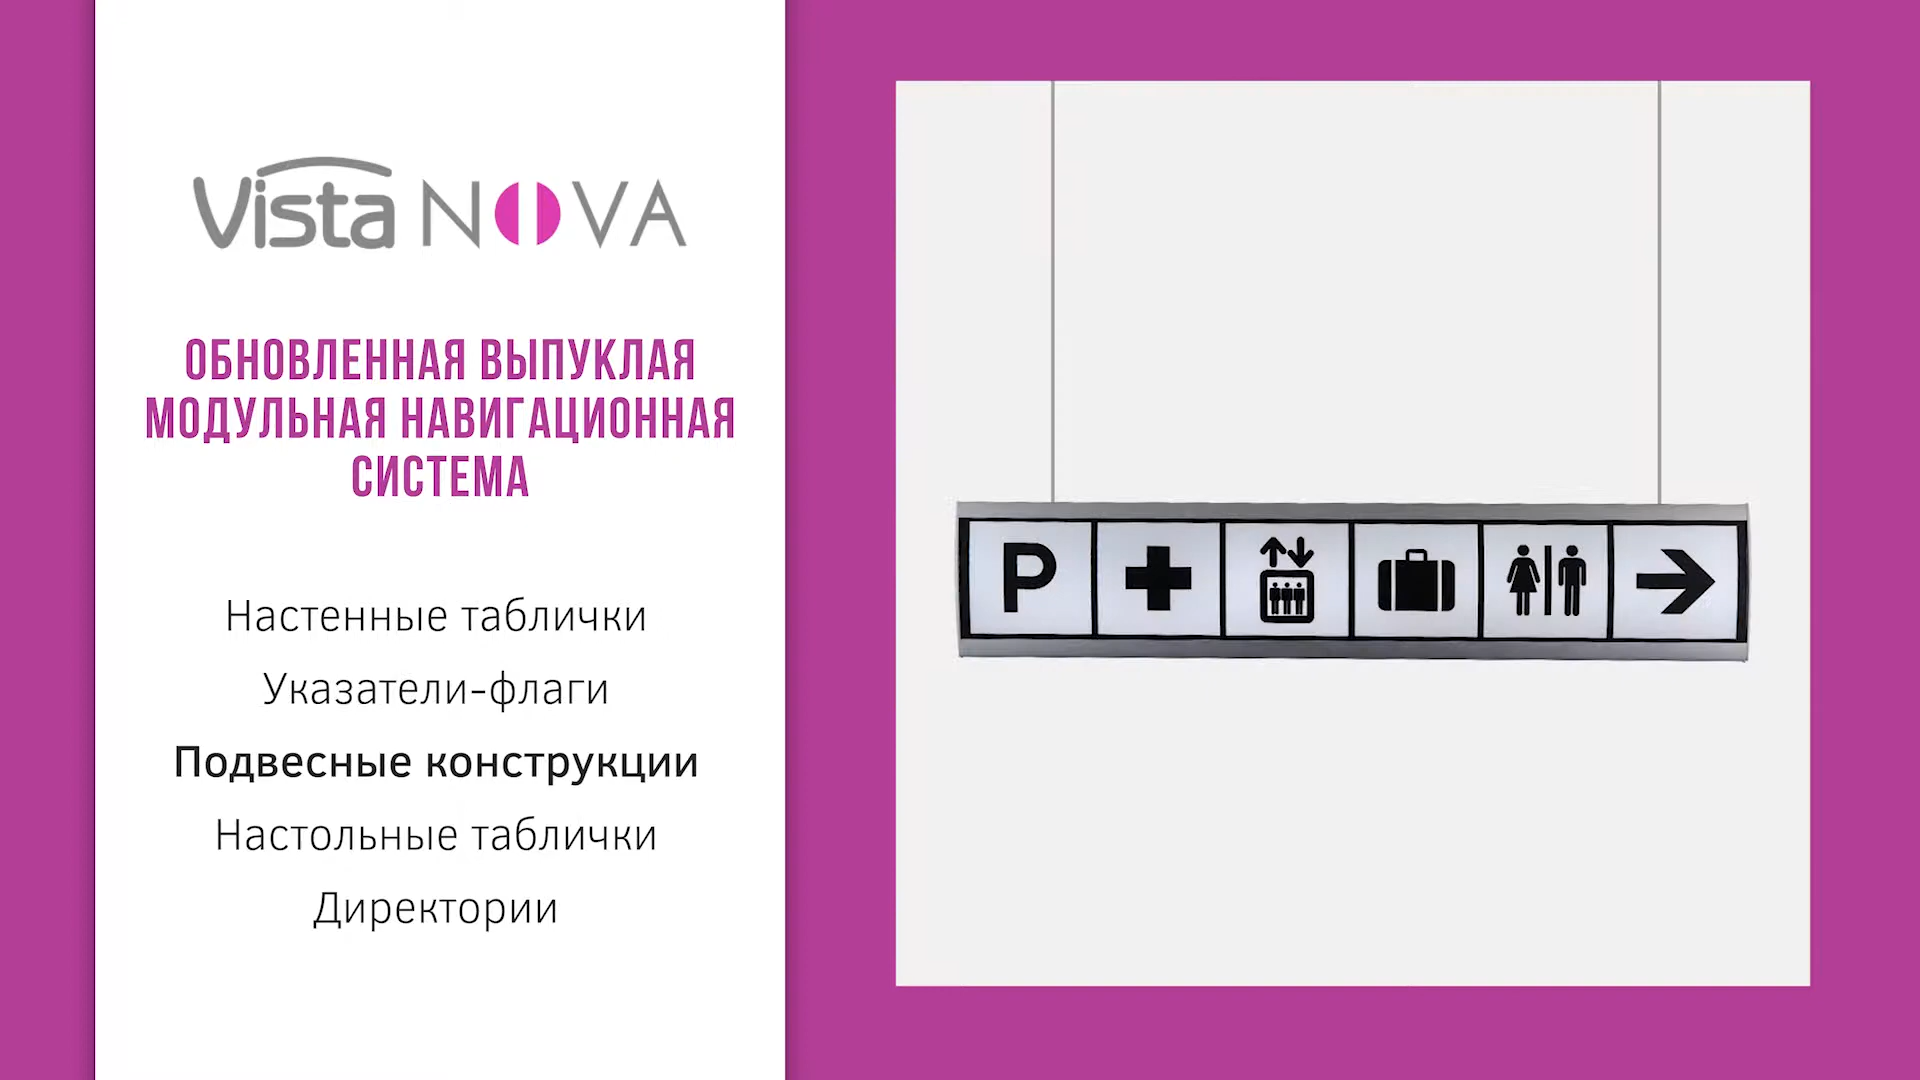 Vista NOVA
ОБНОВЛЕННАЯ ВЫПУКЛАЯ
МОДУЛЬНАЯ НАВИГАЦИОННАЯ
СИСТЕМА
Настенные таблички
Указатели-флаги
Подвесные конструкции
Настольные таблички
Директории
P